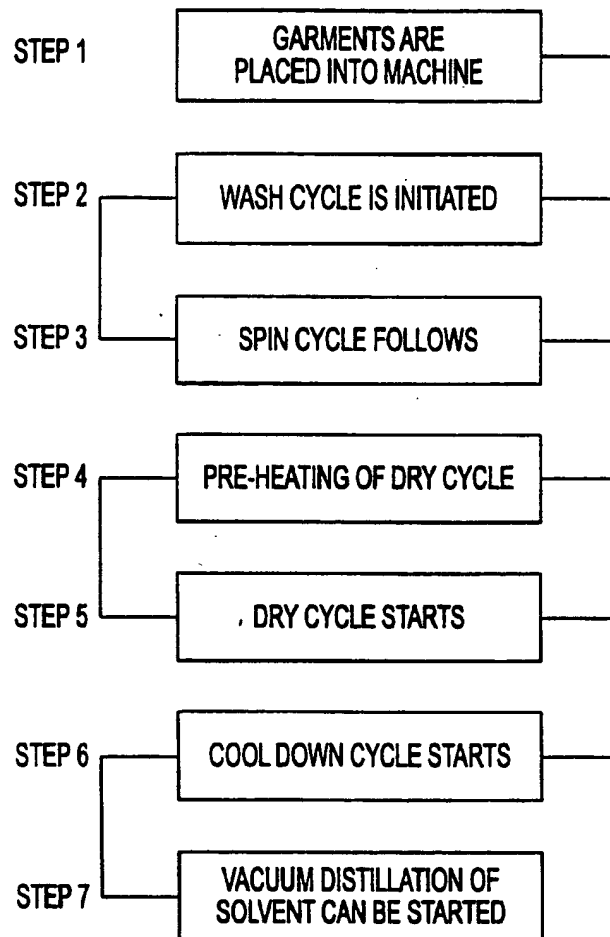 STEP 1
GARMENTS ARE
PLACED INTO MACHINE
STEP 2
WASH CYCLE IS INITIATED
STEP 3
SPIN CYCLE FOLLOWS
STEP 4
PRE-HEATING OF DRY CYCLE
STEP 5
DRY CYCLE STARTS
STEP 6
COOL DOWN CYCLE STARTS
STEP 7
VACUUM DISTILLATION OF
SOLVENT CAN BE STARTED